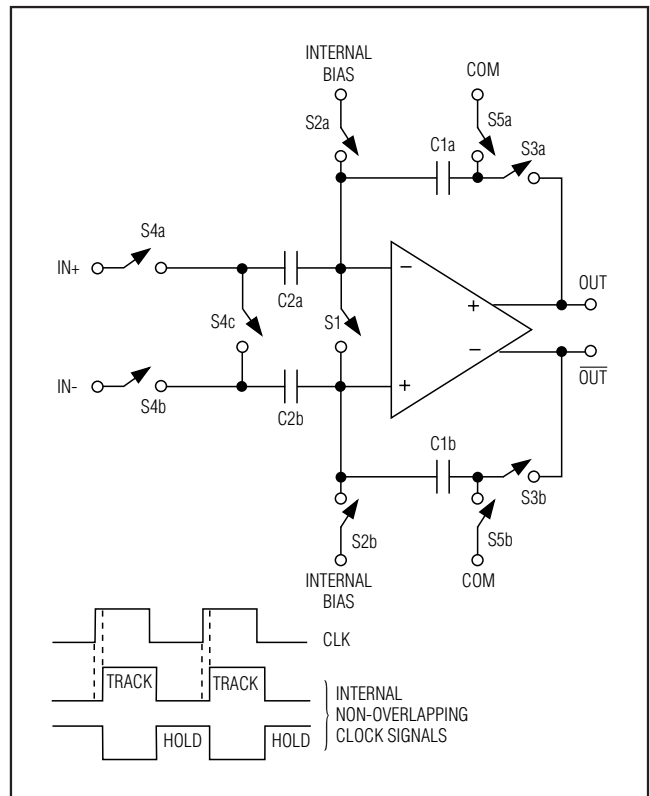 INTERNAL
BIAS
COM
S2a
S5a
C1a
S3a
S4a
IN+
C2a
−
OUT
S4c
S1
+
−
OUT
IN-
C2b
+
S4b
C1b
S3b
S2b
S5b
INTERNAL
BIAS
COM
CLK
TRACK
TRACK
INTERNAL
NON-OVERLAPPING
CLOCK SIGNALS
HOLD
HOLD